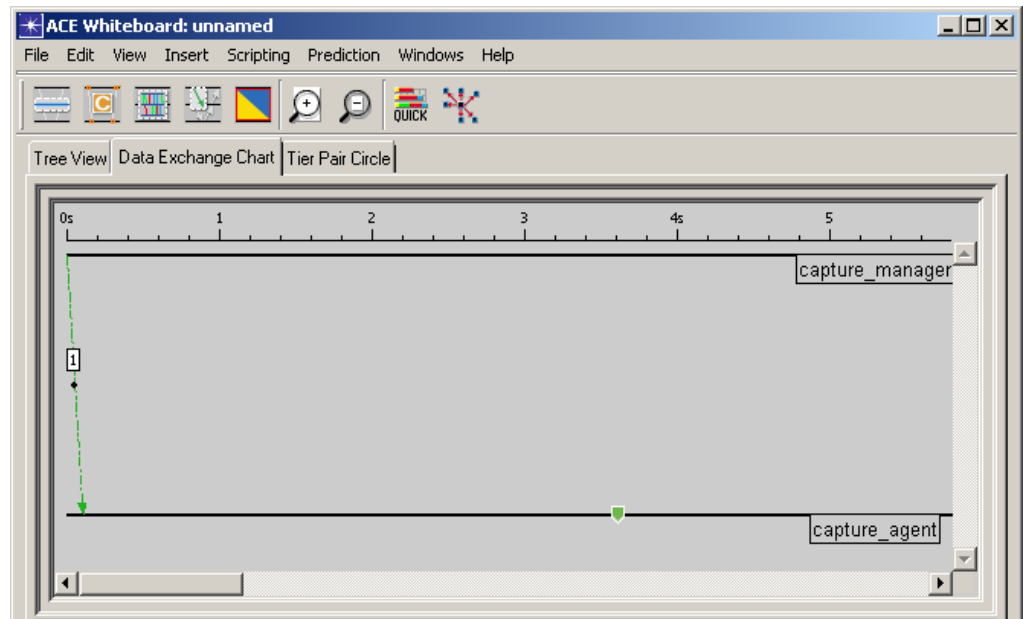 ACE Whiteboard: unnamed
File Edit View Insert Scripting Prediction Windows Help
C QUICK
Tree View Data Exchange Chart Tier Pair Circle
0s 1 2 3 4s 5
capture_manager
1
capture_agent